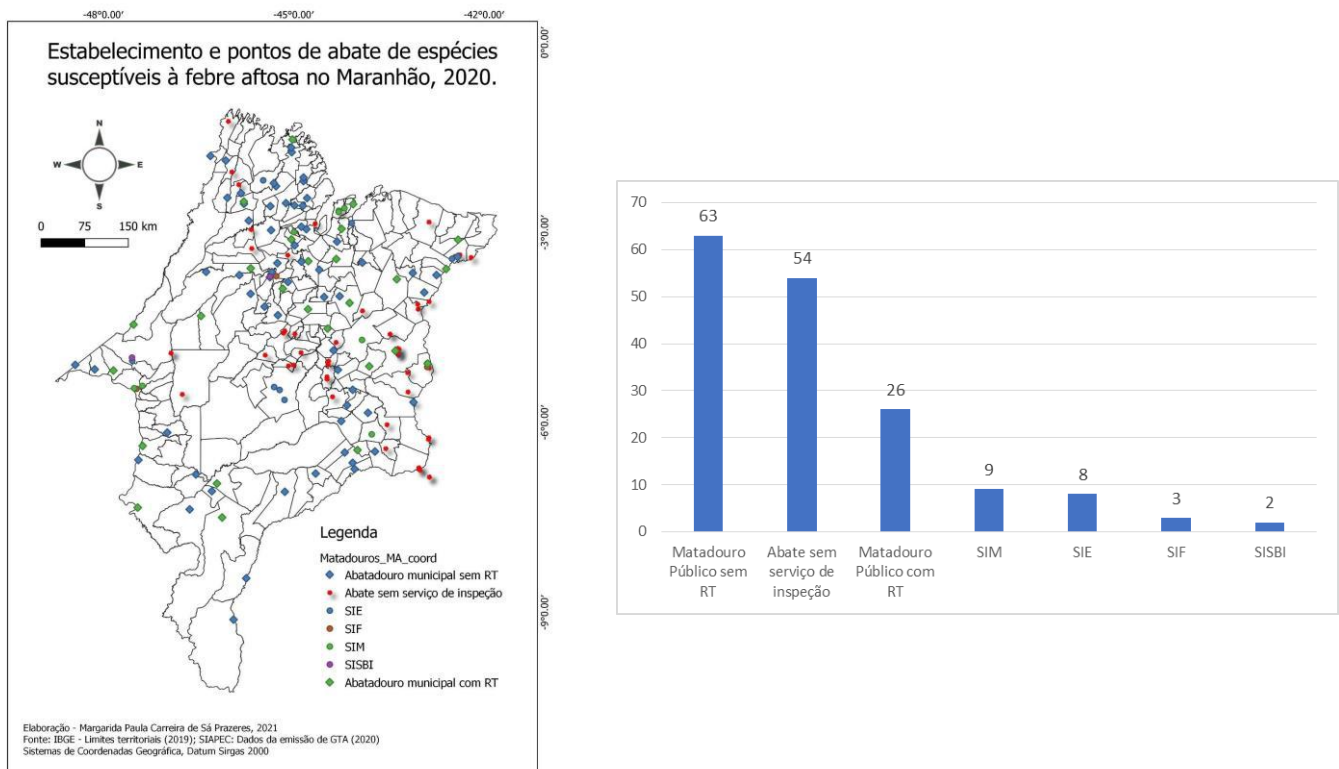 -48°0.00'
-45°0.00'
-42°0.00'
Estabelecimento e pontos de abate de espécies
susceptíveis à febre aftosa no Maranhão, 2020.
0°0.00'
N
W
E
S
0 75 150 km
-3°0.00'
-6°0.00'
-9°0.00'
Legenda
Matadouros_MA_coord
Abatadouro municipal sem RT
Abate sem serviço de inspeção
SIE
SIF
SIM
SISBI
Abatadouro municipal com RT
Elaboração - Margarida Paula Carreira de Sá Prazeres, 2021
Fonte: IBGE - Limites territoriais (2019); SIAPEC: Dados da emissão de GTA (2020)
Sistemas de Coordenadas Geográfica, Datum Sirgas 2000
70
60
50
40
30
20
10
0
63
54
26
9
8
3
2
Matadouro
Público sem
RT
Abate sem
serviço de
inspeção
Matadouro
Público com
RT
SIM
SIE
SIF
SISBI